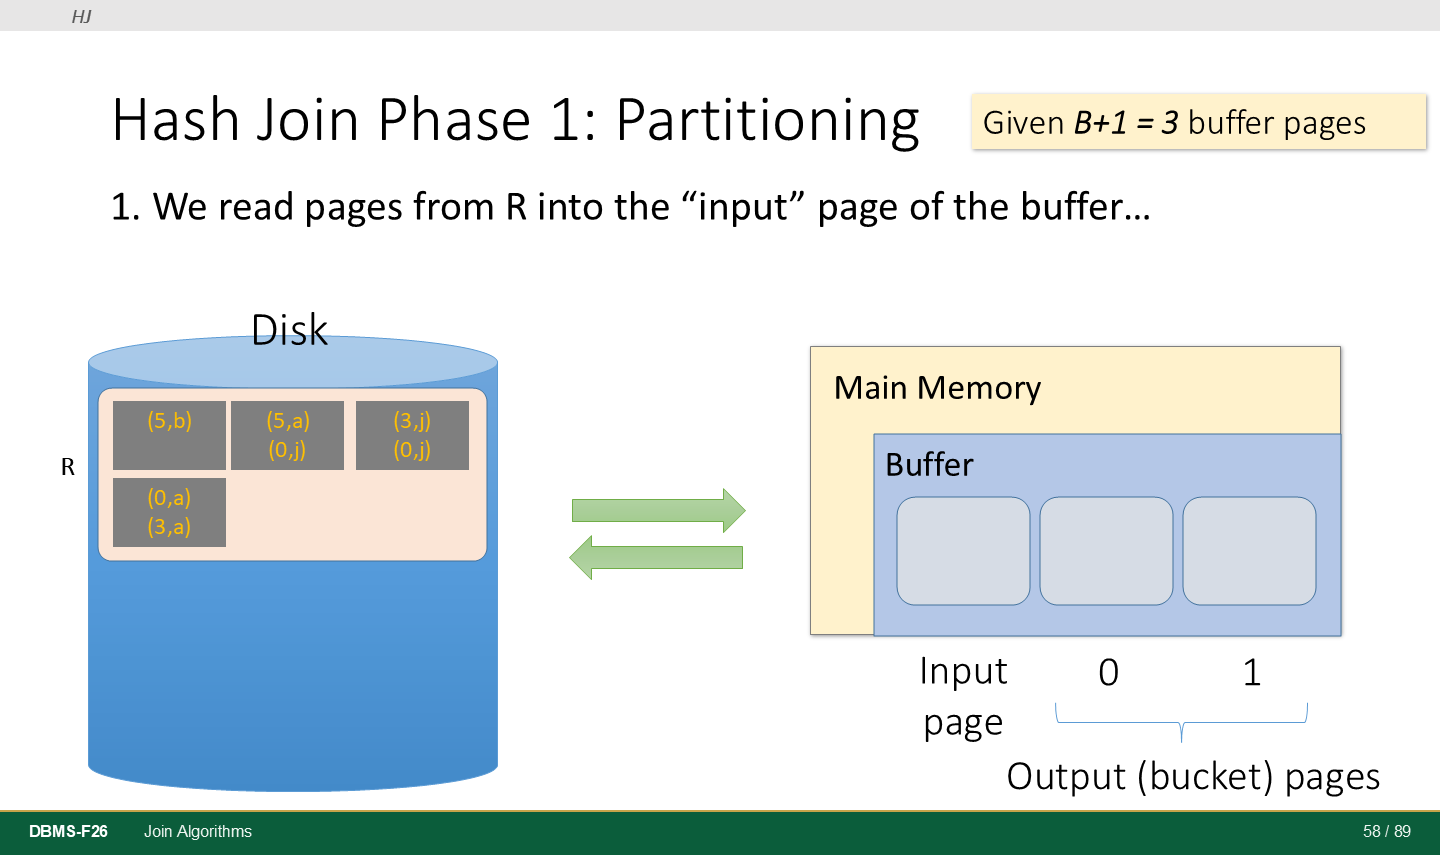 HJ
Hash Join Phase 1: Partitioning
Given B+1 = 3 buffer pages
1. We read pages from R into the “input” page of the buffer…
Disk
R
(5,b)
(5,a)
(0,j)
(3,j)
(0,j)
(0,a)
(3,a)
Main Memory
Buffer
Input
page
0
1
Output (bucket) pages
DBMS-F26
Join Algorithms
58 / 89